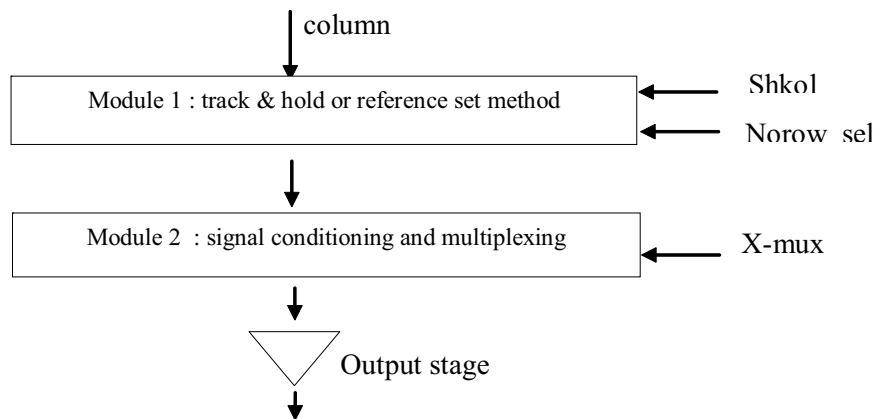 column
Module 1 : track & hold or reference set method
Shkol
Norow_sel
Module 2 : signal conditioning and multiplexing
X-mux
Output stage